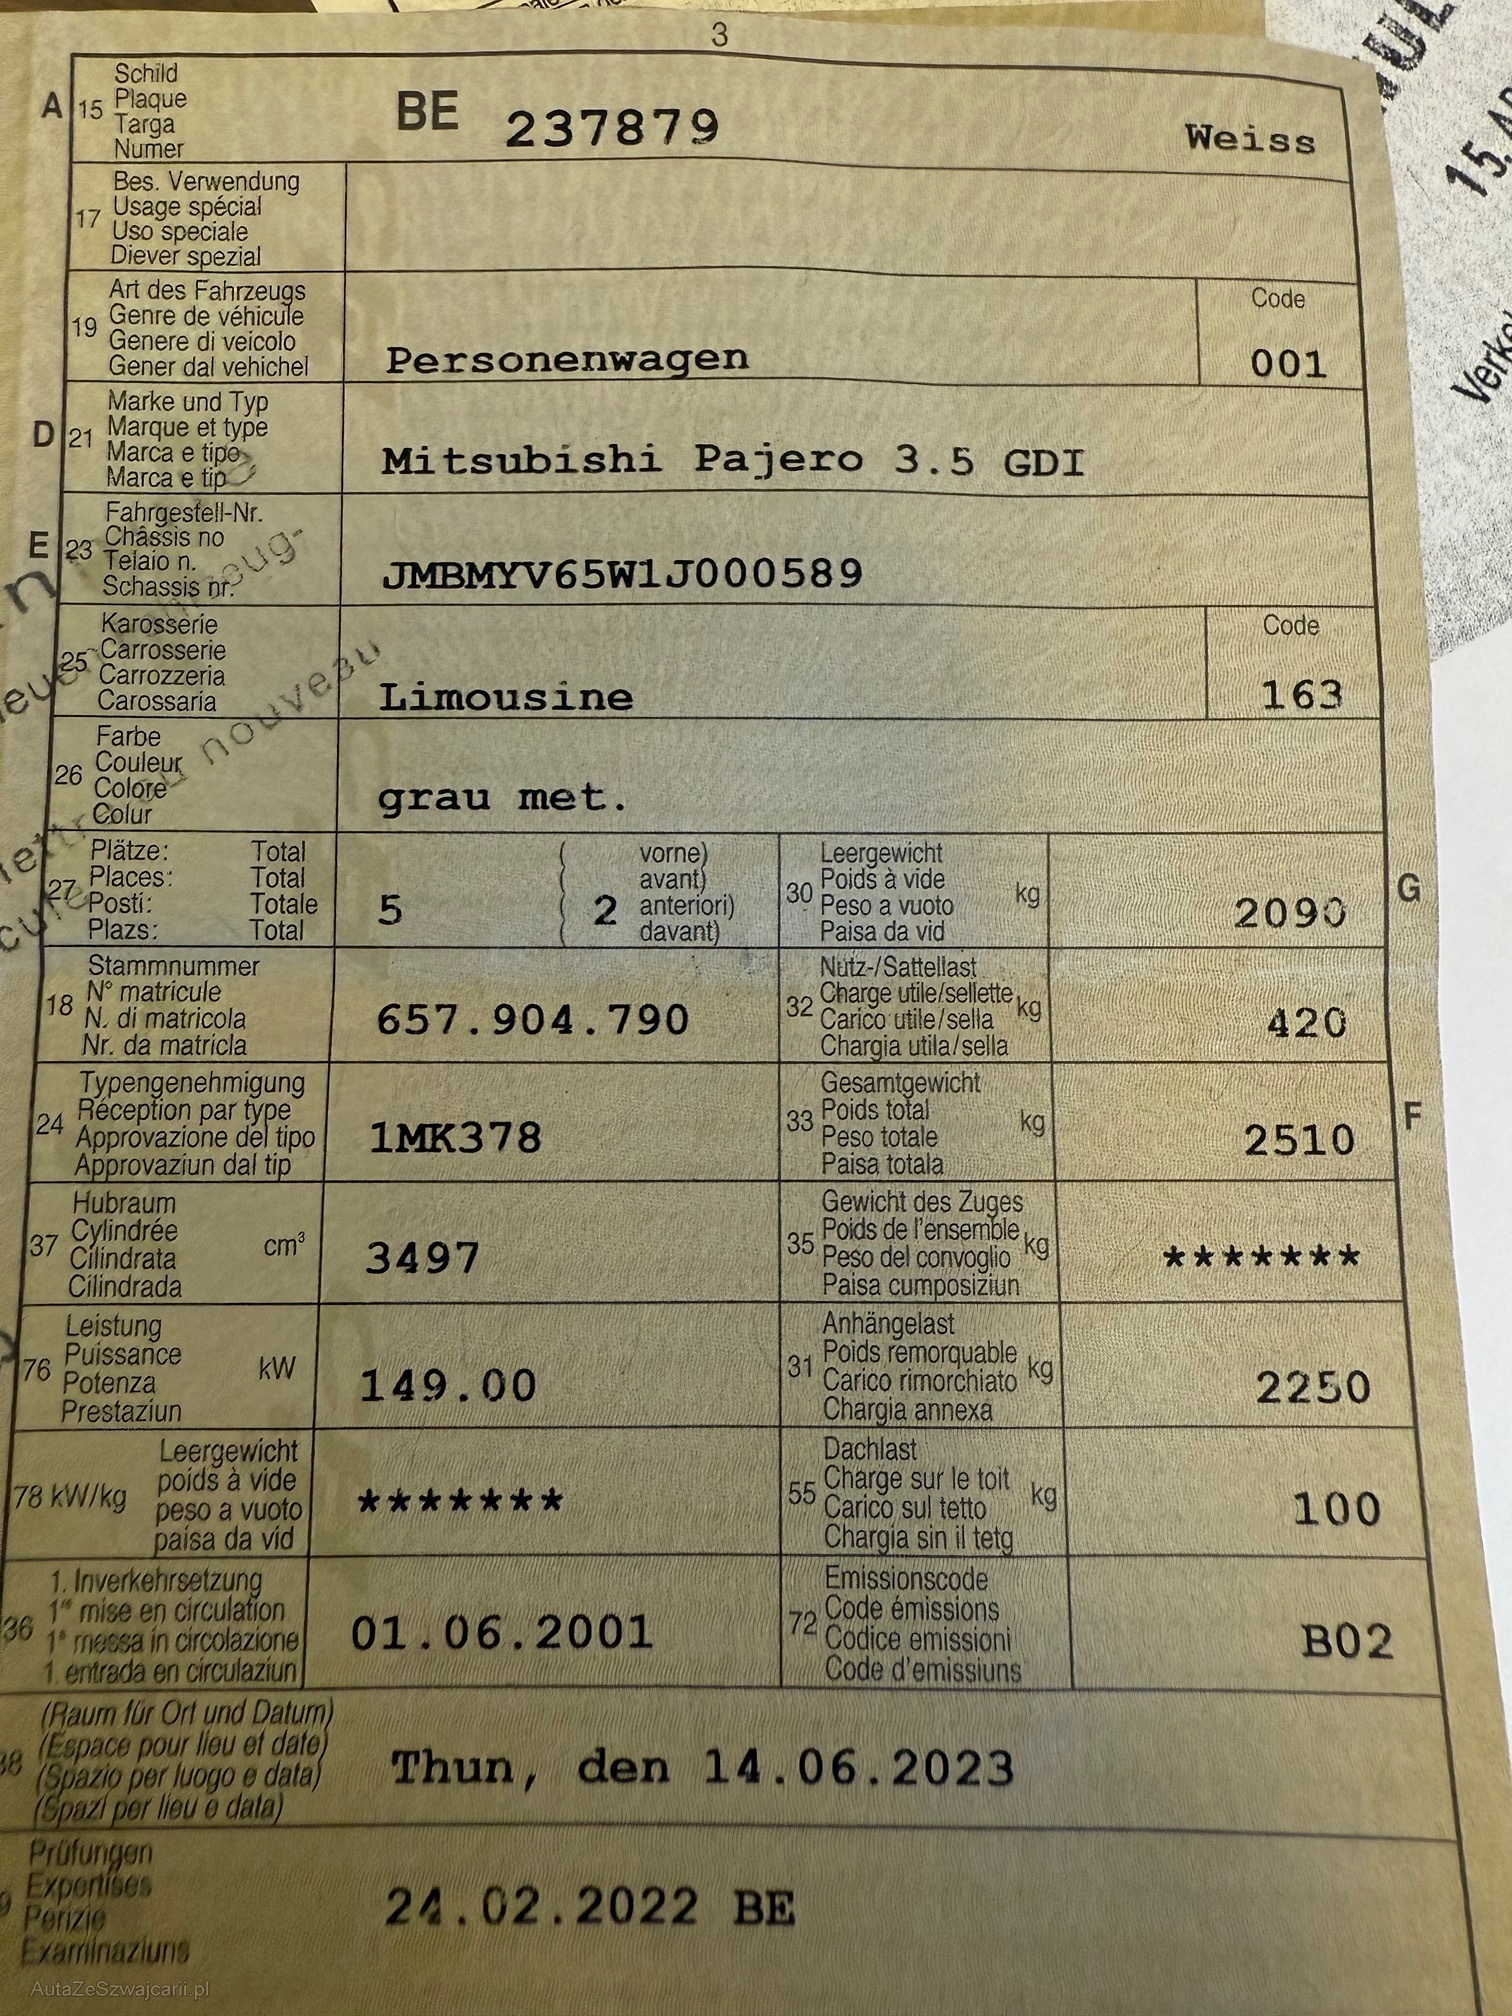 3
A 15 Schild
Plaque
Targa
Numer
BE 237879 Weiss
17 Bes. Verwendung
Usage spécial
Uso speciale
Diever spezial
19 Art des Fahrzeugs
Genre de véhicule
Genere di veicolo
Gener dal vehichel
Personenwagen
Code
001
D 21 Marke und Typ
Marque et type
Marca e tipo
Marca e tip
Mitsubishi Pajero 3.5 GDI
E 23 Fahrgestell-Nr.
Châssis no
Telaio n.
Schassis nr.
JMBMYV65W1J000589
25 Karosserie
Carrosserie
Carrozzeria
Carossaria
Limousine
Code
163
26 Farbe
Couleur
Colore
Colur
grau met.
27 Plätze: Total
Places: Total
Posti: Totale
Plazs: Total
5
( vorne)
( avant)
( 2 anteriori)
( davant)
30 Leergewicht
Poids à vide
Peso a vuoto
Paisa da vid
kg
2090
G
18 Stammnummer
N° matricule
N. di matricola
Nr. da matricla
657.904.790
32 Nutz-/Sattellast
Charge utile/sellette
Carico utile/sella
Chargia utila/sella
kg
420
24 Typengenehmigung
Réception par type
Approvazione del tipo
Approvaziun dal tip
1MK378
33 Gesamtgewicht
Poids total
Peso totale
Paisa totala
kg
2510
F
37 Hubraum
Cylindrée
Cilindrata
Cilindrada
cm³
3497
35 Gewicht des Zuges
Poids de l'ensemble
Peso del convoglio
Paisa cumposiziun
kg
*******
76 Leistung
Puissance
Potenza
Prestaziun
kW
149.00
31 Anhängelast
Poids remorquable
Carico rimorchiato
Chargia annexa
kg
2250
78 kW/kg
Leergewicht
poids à vide
peso a vuoto
paisa da vid
*******
55 Dachlast
Charge sur le toit
Carico sul tetto
Chargia sin il tetg
kg
100
36 1. Inverkehrsetzung
1re mise en circulation
1a messa in circolazione
1. entrada en circulaziun
01.06.2001
72 Emissionscode
Code émissions
Codice emissioni
Code d'emissiuns
B02
(Raum für Ort und Datum)
(Espace pour lieu et date)
(Spazio per luogo e data)
(Spazi per lieu e data)
Thun, den 14.06.2023
Prüfungen
Expertises
Perizie
Examinaziuns
24.02.2022 BE
nouveau
AutaZeSzwajcarii.pl